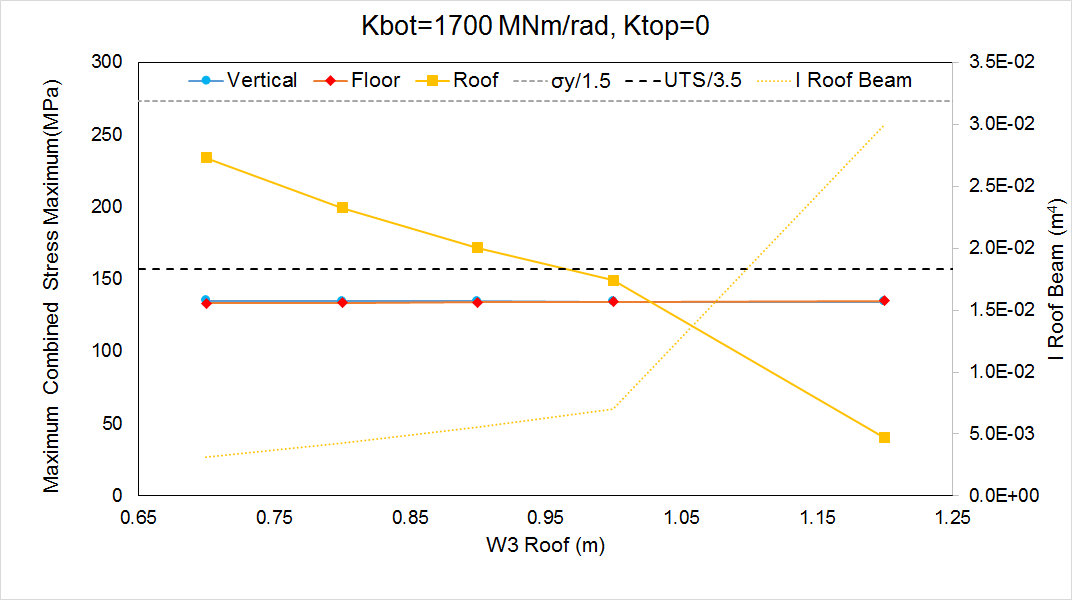 Kbot=1700 MNm/rad, Ktop=0
Vertical Floor Roof σy/1.5 UTS/3.5 I Roof Beam
Maximum Combined Stress Maximum(MPa)
300
250
200
150
100
50
0
3.5E-02
3.0E-02
2.5E-02
2.0E-02
1.5E-02
1.0E-02
5.0E-03
0.0E+00
I Roof Beam (m⁴)
0.65 0.75 0.85 0.95 1.05 1.15 1.25
W3 Roof (m)